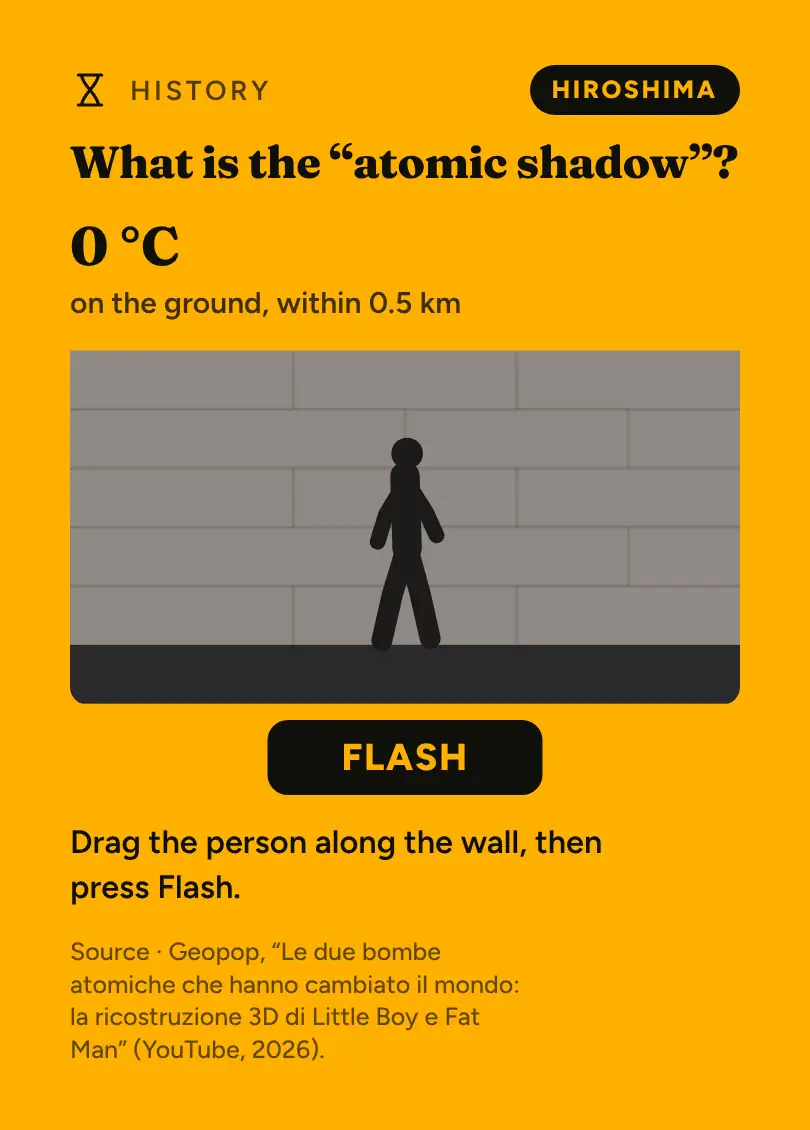 HISTORY
HIROSHIMA
What is the “atomic shadow”?
0 °C
on the ground, within 0.5 km
FLASH
Drag the person along the wall, then
press Flash.
Source · Geopop, “Le due bombe
atomiche che hanno cambiato il mondo:
la ricostruzione 3D di Little Boy e Fat
Man” (YouTube, 2026).